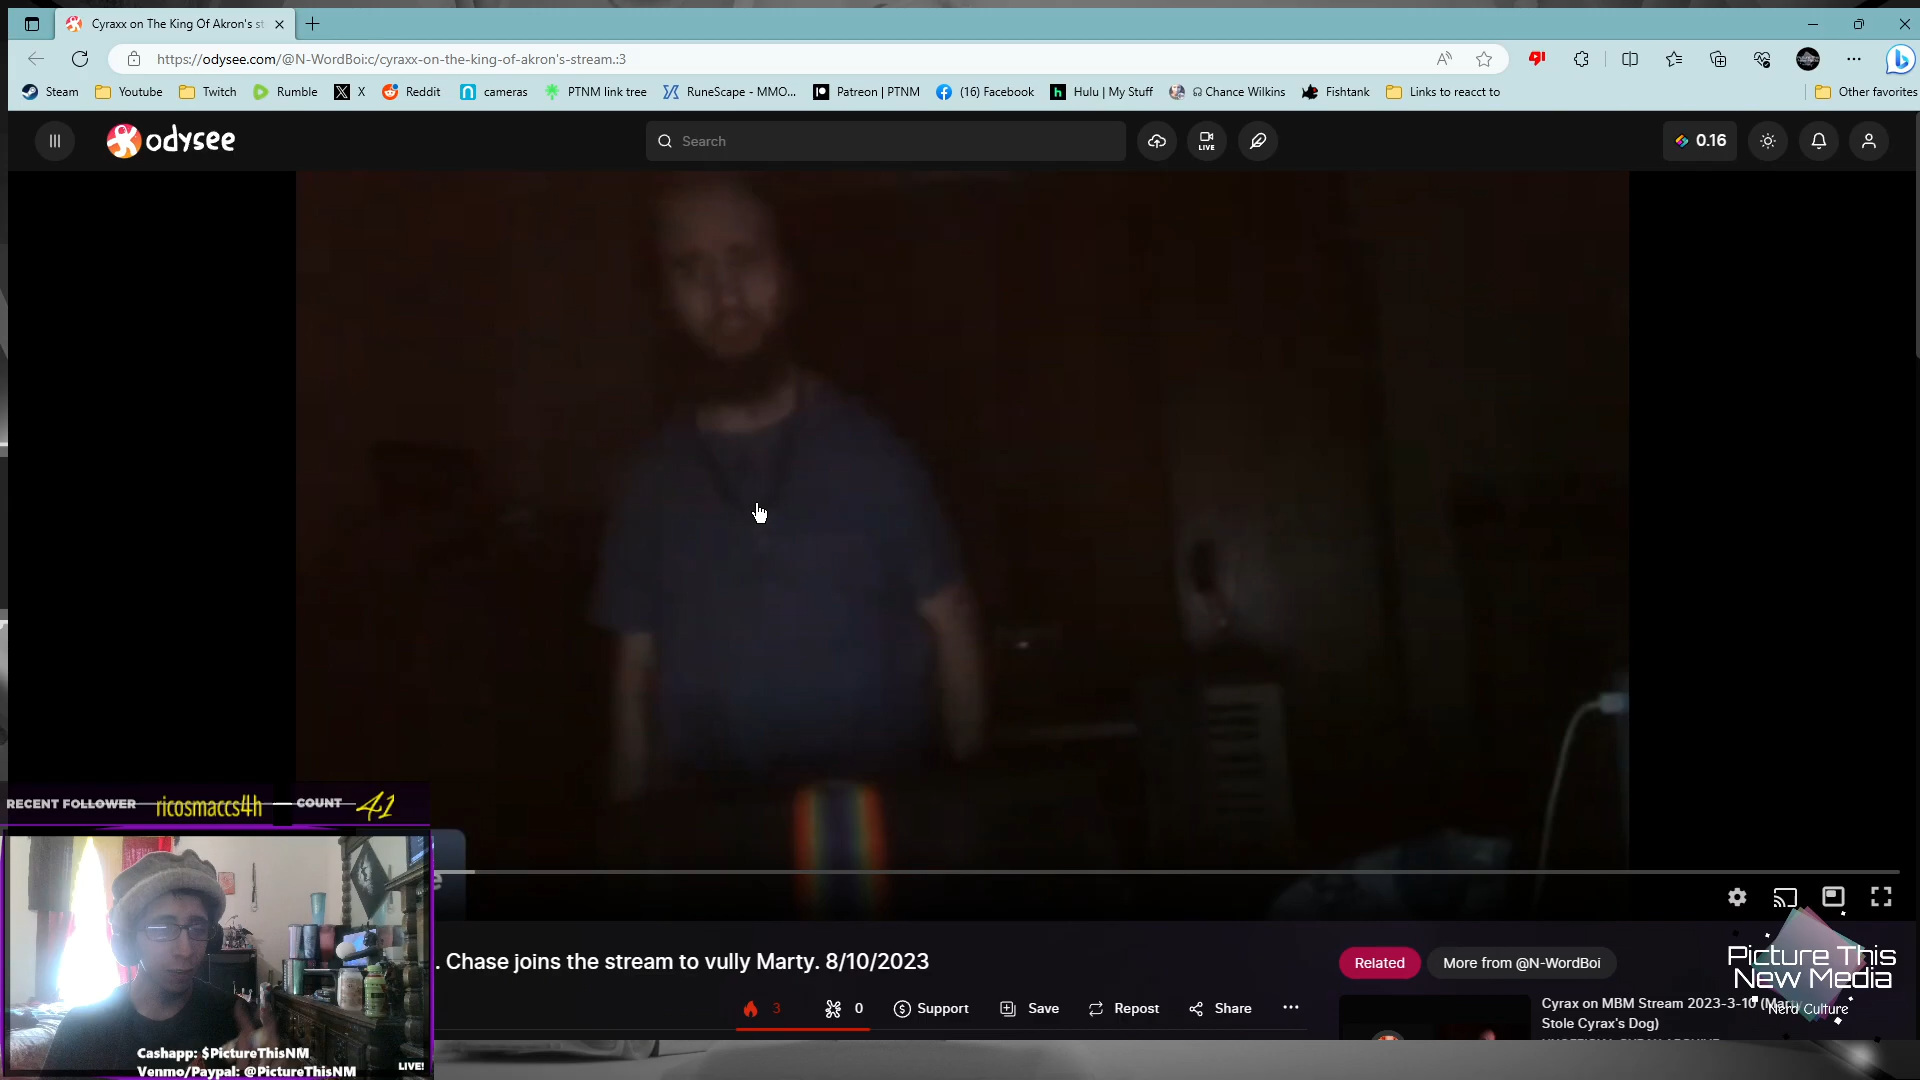 Cyraxx on The King Of Akron's st
https://odysee.com/@N-WordBoi:c/cyraxx-on-the-king-of-akron's-stream.:3
Steam Youtube Twitch Rumble X Reddit cameras PTNM link tree RuneScape - MMO... Patreon | PTNM (16) Facebook Hulu | My Stuff Chance Wilkins Fishtank Links to reacct to Other favorites
odysee Search LIVE 0.16
RECENT FOLLOWER ricosmaccs4h COUNT 41
. Chase joins the stream to vully Marty. 8/10/2023
Related More from @N-WordBoi
3 0 Support Save Repost Share
Cyrax on MBM Stream 2023-3-10 (Marty
Stole Cyrax's Dog)
Picture This
New Media
Nerd Culture
Cashapp: $PictureThisNM
Venmo/Paypal: @PictureThisNM
LIVE!